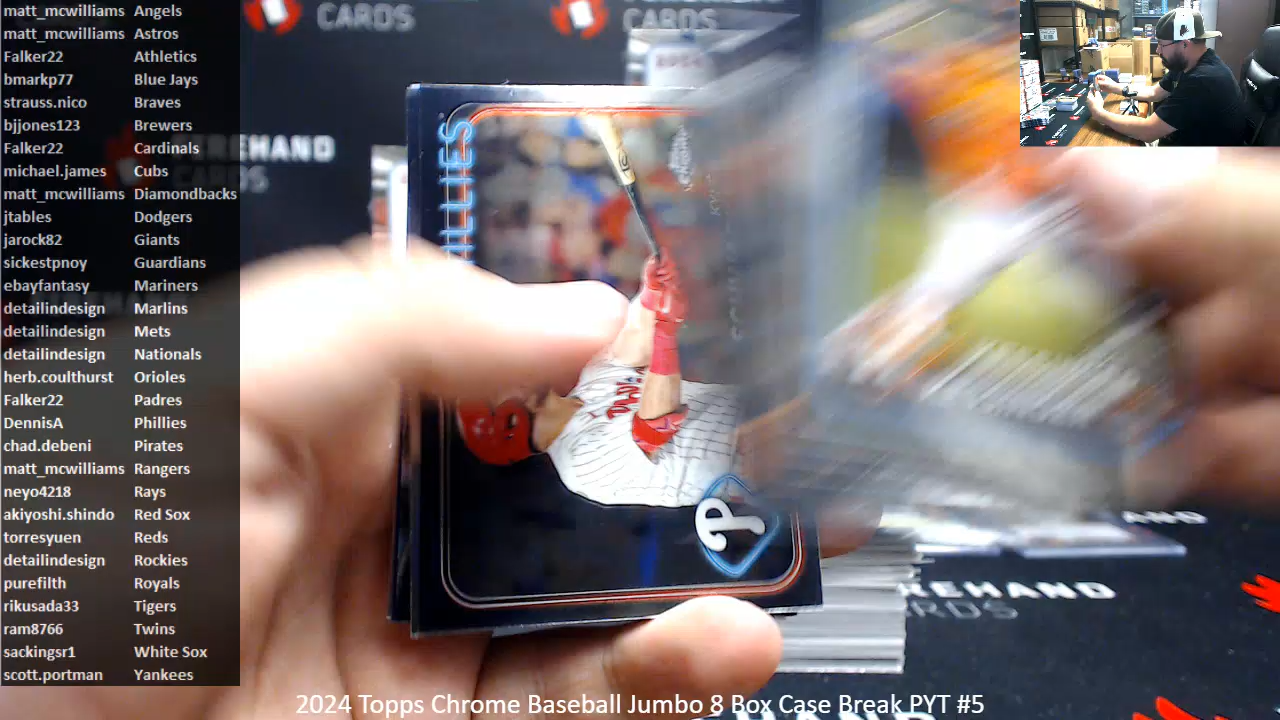 matt_mcwilliams Angels
matt_mcwilliams Astros
Falker22 Athletics
bmarkp77 Blue Jays
strauss.nico Braves
bjjones123 Brewers
Falker22 Cardinals
michael.james Cubs
matt_mcwilliams Diamondbacks
jtables Dodgers
jarock82 Giants
sickestpnoy Guardians
ebayfantasy Mariners
detailindesign Marlins
detailindesign Mets
detailindesign Nationals
herb.coulthurst Orioles
Falker22 Padres
DennisA Phillies
chad.debeni Pirates
matt_mcwilliams Rangers
neyo4218 Rays
akiyoshi.shindo Red Sox
torresyuen Reds
detailindesign Rockies
purefilth Royals
rikusada33 Tigers
ram8766 Twins
sackingsr1 White Sox
scott.portman Yankees
CARDS
CARDS
P
2024 Topps Chrome Baseball Jumbo 8 Box Case Break PYT #5